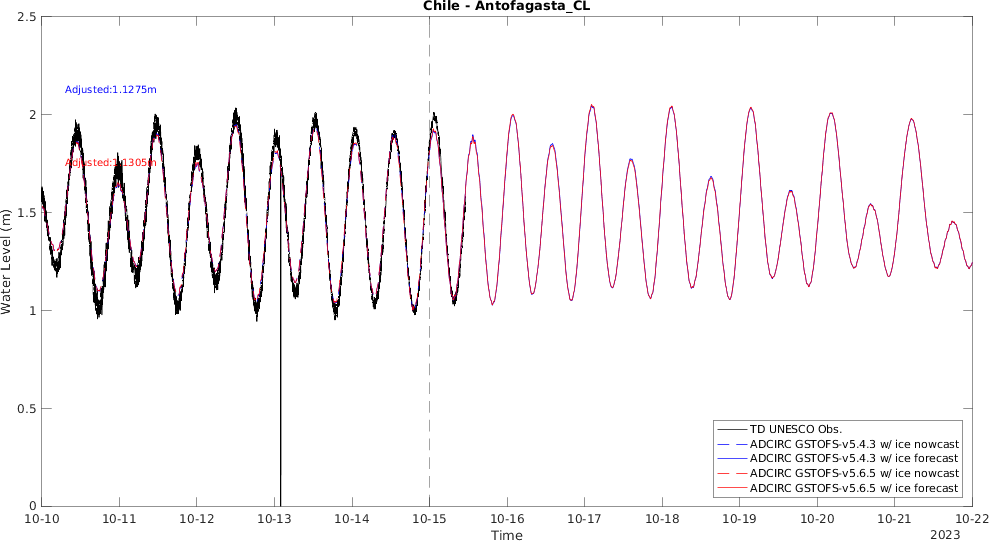 Chile - Antofagasta_CL
2.5
Adjusted:1.1275m
2
Adjusted:1.1305m
1.5
Water Level (m)
1
0.5
TD UNESCO Obs.
ADCIRC GSTOFS-v5.4.3 w/ ice nowcast
ADCIRC GSTOFS-v5.4.3 w/ ice forecast
ADCIRC GSTOFS-v5.6.5 w/ ice nowcast
ADCIRC GSTOFS-v5.6.5 w/ ice forecast
0
10-10 10-11 10-12 10-13 10-14 10-15 10-16 10-17 10-18 10-19 10-20 10-21 10-22
Time
2023